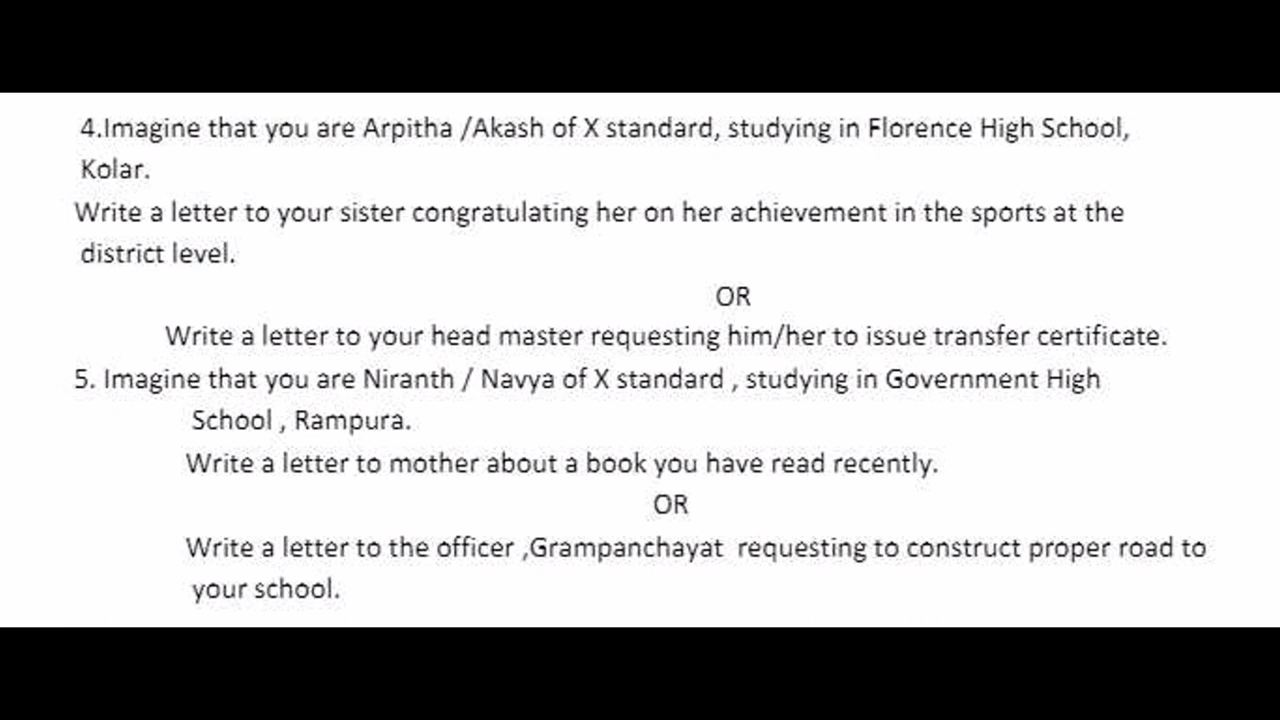 4.Imagine that you are Arpitha /Akash of X standard, studying in Florence High School,
Kolar.
Write a letter to your sister congratulating her on her achievement in the sports at the
district level.
OR
Write a letter to your head master requesting him/her to issue transfer certificate.
5. Imagine that you are Niranth / Navya of X standard , studying in Government High
School , Rampura.
Write a letter to mother about a book you have read recently.
OR
Write a letter to the officer ,Grampanchayat requesting to construct proper road to
your school.